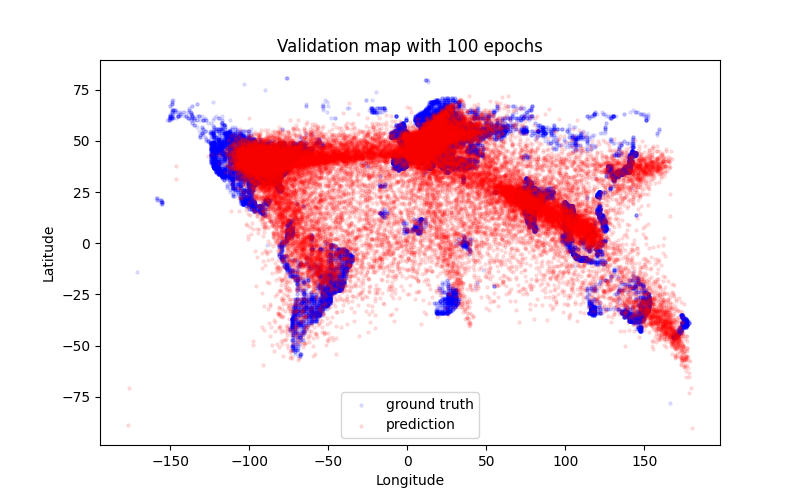 Validation map with 100 epochs
75
50
25
0
−25
−50
−75
Latitude
ground truth
prediction
−150
−100
−50
0
50
100
150
Longitude